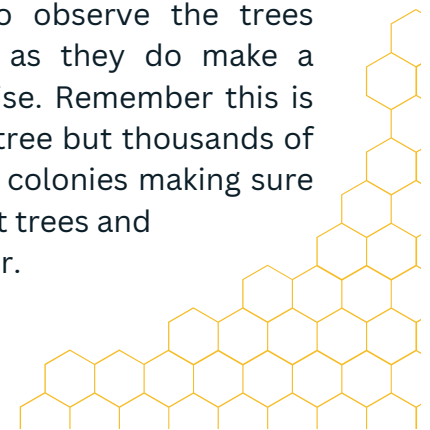 observe the trees
as they do make a
Remember this is
tree but thousands of
colonies making sure
trees and